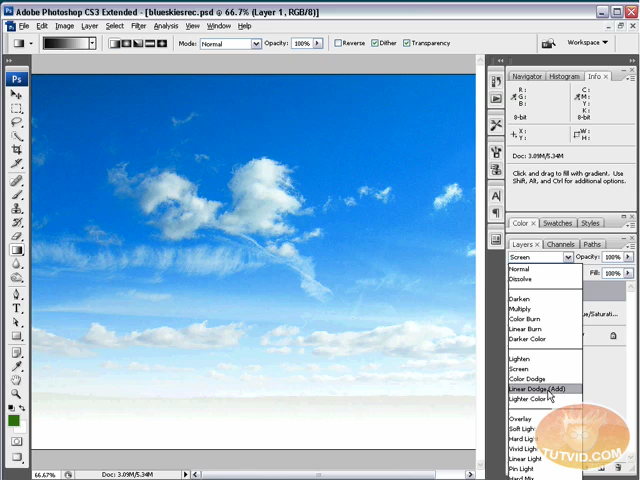 Adobe Photoshop CS3 Extended - [blueskiesrec.psd @ 66.7% (Layer 1, RGB/8)]
File Edit Image Layer Select Filter Analysis View Window Help
Mode: Normal Opacity: 100% Reverse Dither Transparency Workspace
Ps
Navigator Histogram Info x
R: C:
G: M:
B: Y:
K:
8-bit 8-bit
X: W:
Y: H:
Doc: 3.09M/5.34M
Click and drag to fill with gradient. Use
Shift, Alt, and Ctrl for additional options.
Color x Swatches Styles
Layers x Channels Paths
Screen Opacity: 100%
Fill: 100%
Normal
Dissolve
Darken
Multiply
Color Burn
Linear Burn
Darker Color
ue/Saturati...
Lighten
Screen
Color Dodge
Linear Dodge (Add)
Lighter Color
Overlay
Soft Light
Hard Light
Vivid Light
Linear Light
Pin Light
Hard Mix
TUTVID.COM
66.67% Doc: 3.09M/5.34M